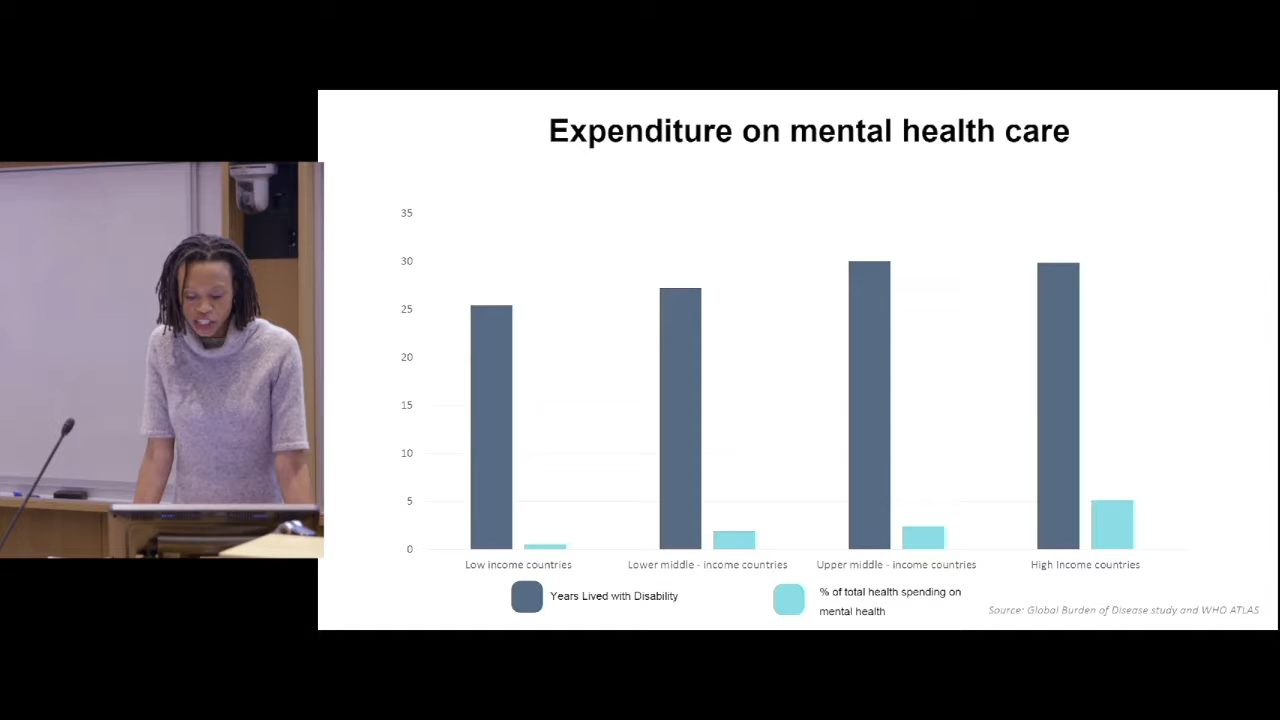 Expenditure on mental health care
35
30
25
20
15
10
5
0
Low income countries
Lower middle - income countries
Upper middle - income countries
High Income countries
Years Lived with Disability
% of total health spending on
mental health
Source: Global Burden of Disease study and WHO ATLAS